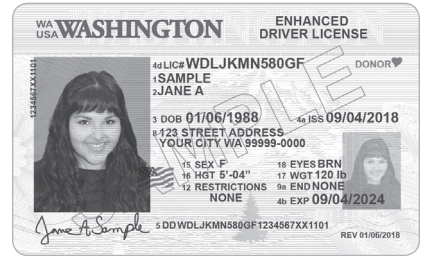 WA
USA WASHINGTON
ENHANCED
DRIVER LICENSE
4d LIC# WDLJKMN580GF
DONOR
1 SAMPLE
2 JANE A
3 DOB 01/06/1988
4a ISS 09/04/2018
8 123 STREET ADDRESS
YOUR CITY WA 99999-0000
15 SEX F
18 EYES BRN
16 HGT 5'-04"
17 WGT 120 lb
12 RESTRICTIONS
NONE
9a END NONE
4b EXP 09/04/2024
1234567XX1101
Jane A Sample
5 DD WDLJKMN580GF1234567XX1101
REV 01/06/2018
SAMPLE